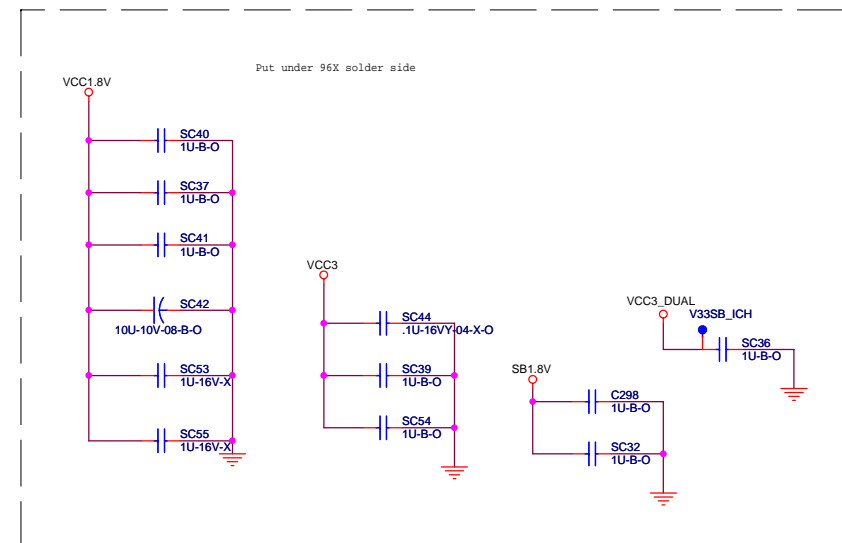 Put under 96X solder side
VCC1.8V
SC40
1U-B-O
SC37
1U-B-O
SC41
1U-B-O
SC42
10U-10V-08-B-O
SC53
1U-16V-X
SC55
1U-16V-X
VCC3
SC44
.1U-16VY-04-X-O
SC39
1U-B-O
SC54
1U-B-O
SB1.8V
C298
1U-B-O
SC32
1U-B-O
VCC3_DUAL
V33SB_ICH
SC36
1U-B-O